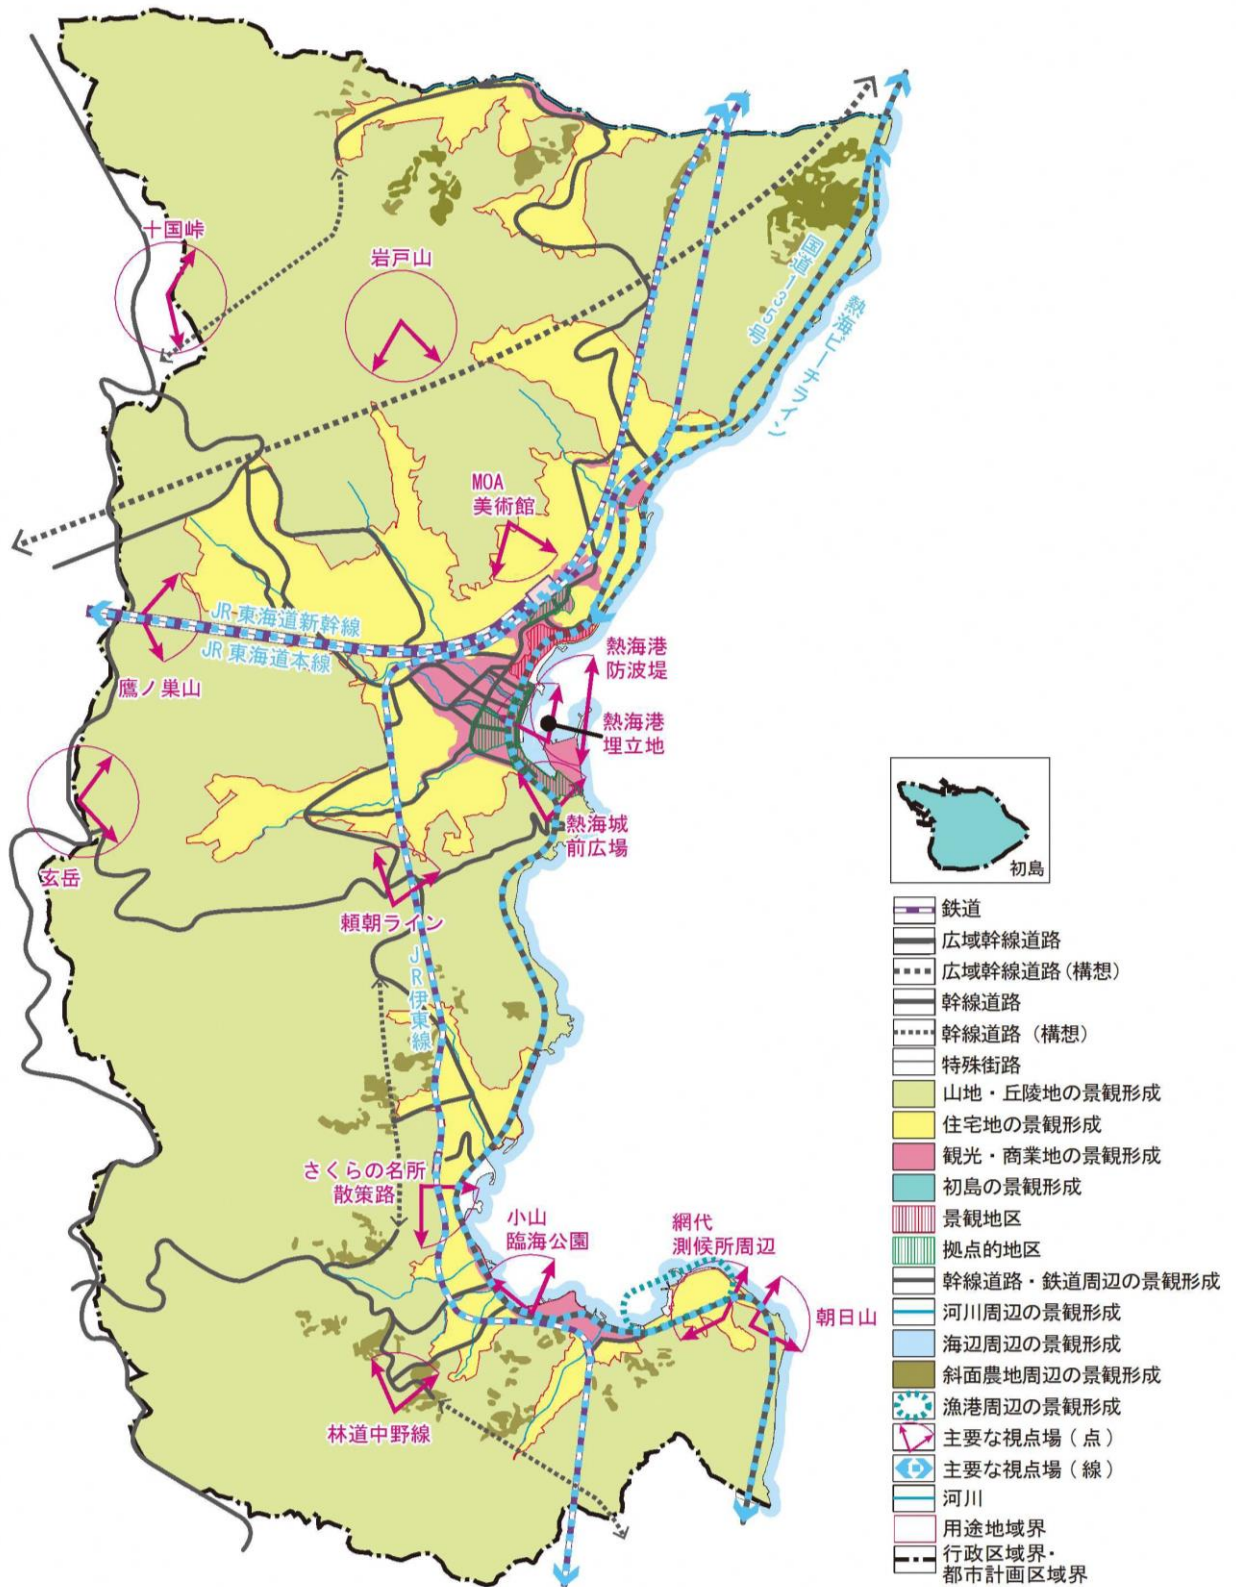 十国峠
岩戸山
国道135号
熱海ビーチライン
MOA
美術館
JR東海道新幹線
JR東海道本線
鷹ノ巣山
熱海港
防波堤
熱海港
埋立地
熱海城
前広場
玄岳
頼朝ライン
JR伊東線
さくらの名所
散策路
小山
臨海公園
網代
測候所周辺
朝日山
林道中野線
初島
鉄道
広域幹線道路
広域幹線道路(構想)
幹線道路
幹線道路(構想)
特殊街路
山地・丘陵地の景観形成
住宅地の景観形成
観光・商業地の景観形成
初島の景観形成
景観地区
拠点的地区
幹線道路・鉄道周辺の景観形成
河川周辺の景観形成
海辺周辺の景観形成
斜面農地周辺の景観形成
漁港周辺の景観形成
主要な視点場(点)
主要な視点場(線)
河川
用途地域界
行政区域界・
都市計画区域界